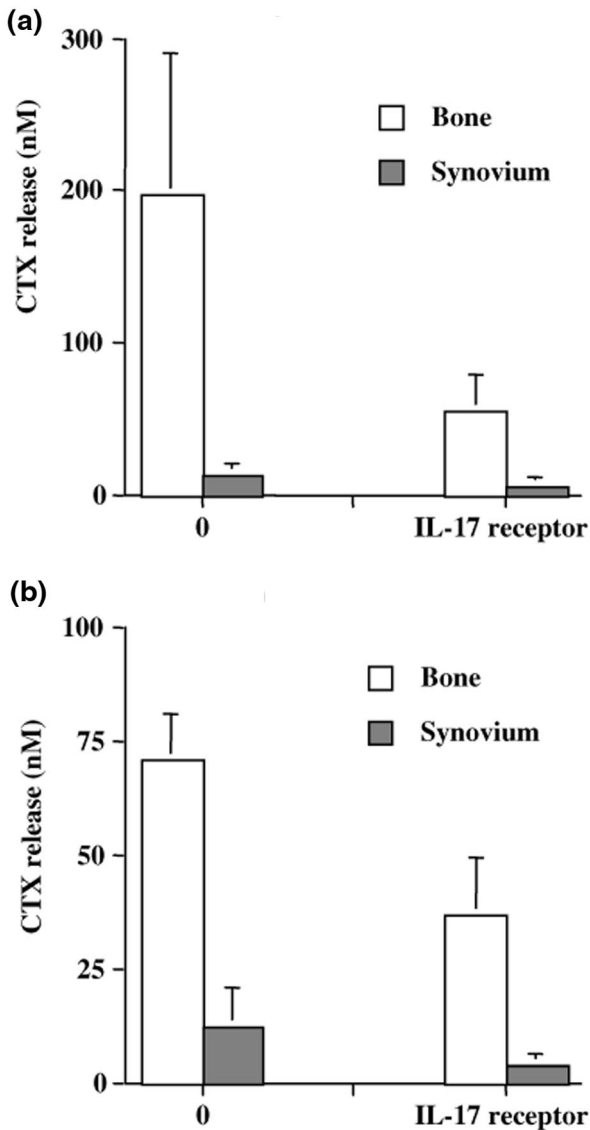 (a)
300
200
100
0
CTX release (nM)
Bone
Synovium
0
IL-17 receptor
(b)
100
75
50
25
0
CTX release (nM)
Bone
Synovium
0
IL-17 receptor